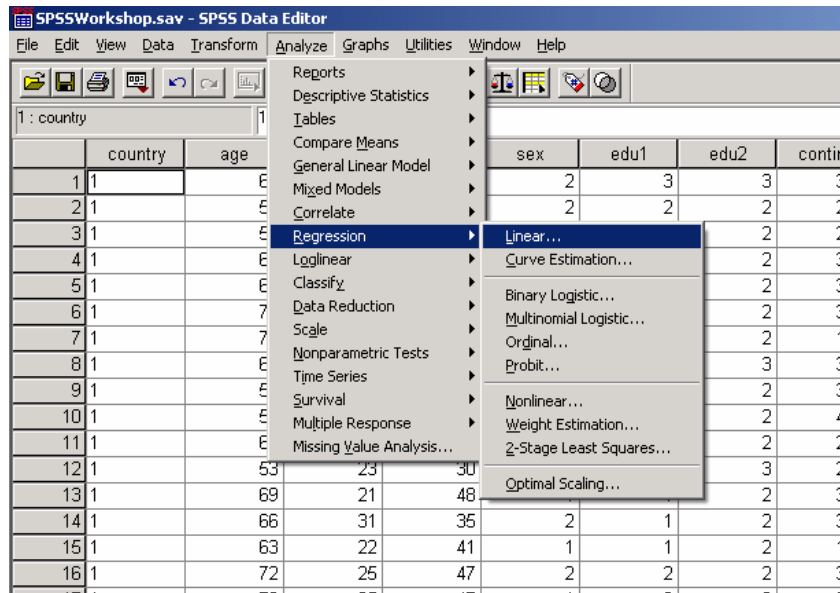 SPSSWorkshop.sav - SPSS Data Editor
File Edit View Data Transform Analyze Graphs Utilities Window Help
1 : country 1
country age sex edu1 edu2 contin
Reports
Descriptive Statistics
Tables
Compare Means
General Linear Model
Mixed Models
Correlate
Regression
Loglinear
Classify
Data Reduction
Scale
Nonparametric Tests
Time Series
Survival
Multiple Response
Missing Value Analysis...
Linear...
Curve Estimation...
Binary Logistic...
Multinomial Logistic...
Ordinal...
Probit...
Nonlinear...
Weight Estimation...
2-Stage Least Squares...
Optimal Scaling...
1 1 2 3 3
2 1 2 2 2
3 1 2
4 1 2
5 1 2
6 1 7 2
7 1 7 2
8 1 3
9 1 2
10 1 2
11 1 2
12 1 53 23 30 3
13 1 69 21 48 2
14 1 66 31 35 2 1 2
15 1 63 22 41 1 1 2
16 1 72 25 47 2 2 2